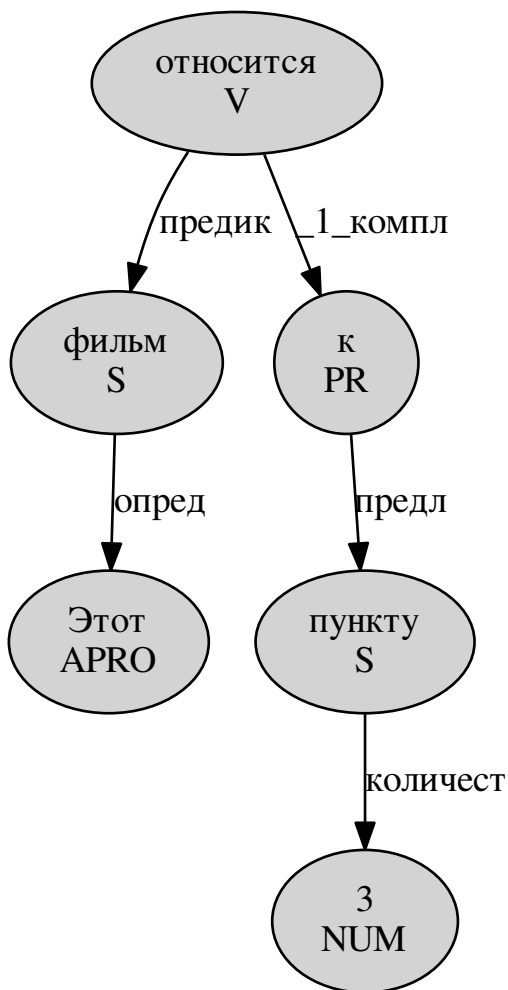 относится
V
предик
_1_компл
фильм
S
к
PR
опред
предл
Этот
APRO
пункту
S
количест
3
NUM